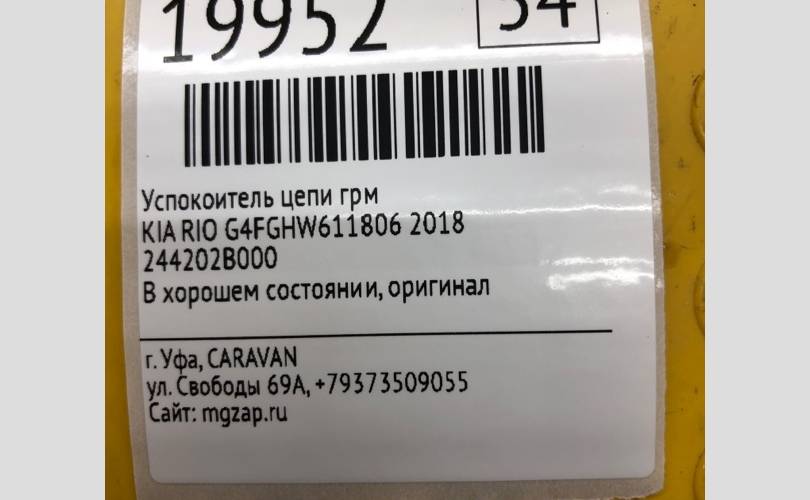 19952 54
Успокоитель цепи грм
KIA RIO G4FGHW611806 2018
244202B000
В хорошем состоянии, оригинал
г. Уфа, CARAVAN
ул. Свободы 69А, +79373509055
Сайт: mgzap.ru